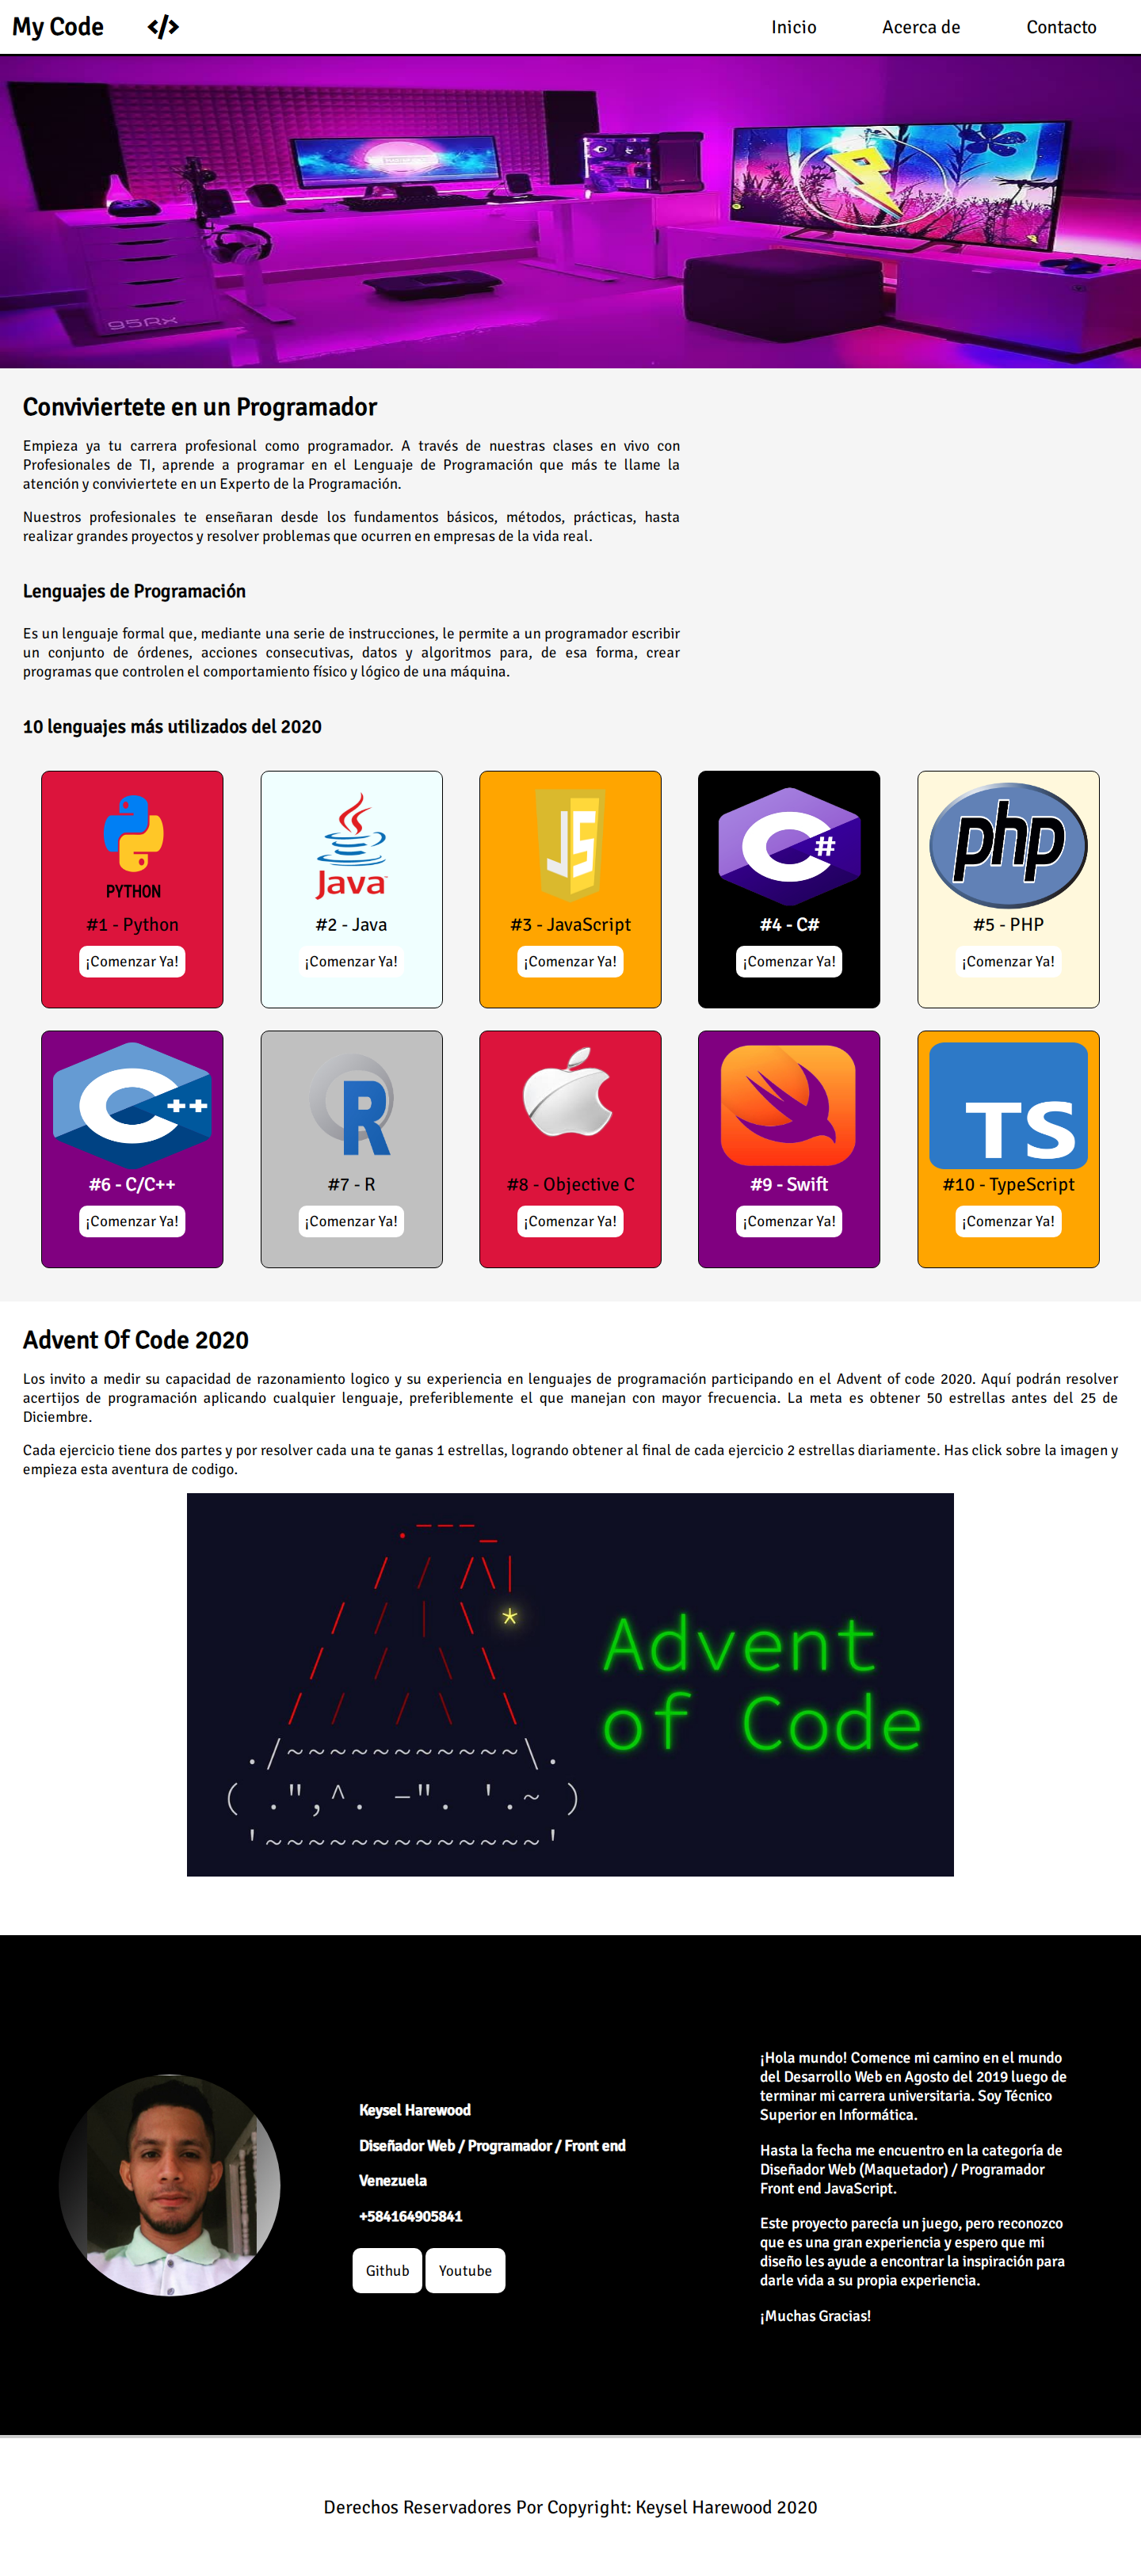 My Code </>
Inicio
Acerca de
Contacto
95RX
Conviviertete en un Programador
Empieza ya tu carrera profesional como programador. A través de nuestras clases en vivo con
Profesionales de TI, aprende a programar en el Lenguaje de Programación que más te llame la
atención y conviviertete en un Experto de la Programación.
Nuestros profesionales te enseñaran desde los fundamentos básicos, métodos, prácticas, hasta
realizar grandes proyectos y resolver problemas que ocurren en empresas de la vida real.
Lenguajes de Programación
Es un lenguaje formal que, mediante una serie de instrucciones, le permite a un programador escribir
un conjunto de órdenes, acciones consecutivas, datos y algoritmos para, de esa forma, crear
programas que controlen el comportamiento físico y lógico de una máquina.
10 lenguajes más utilizados del 2020
PYTHON
#1 - Python
¡Comenzar Ya!
Java
#2 - Java
¡Comenzar Ya!
JS
#3 - JavaScript
¡Comenzar Ya!
C#
#4 - C#
¡Comenzar Ya!
php
#5 - PHP
¡Comenzar Ya!
C++
#6 - C/C++
¡Comenzar Ya!
R
#7 - R
¡Comenzar Ya!
#8 - Objective C
¡Comenzar Ya!
#9 - Swift
¡Comenzar Ya!
TS
#10 - TypeScript
¡Comenzar Ya!
Advent Of Code 2020
Los invito a medir su capacidad de razonamiento logico y su experiencia en lenguajes de programación participando en el Advent of code 2020. Aquí podrán resolver
acertijos de programación aplicando cualquier lenguaje, preferiblemente el que manejan con mayor frecuencia. La meta es obtener 50 estrellas antes del 25 de
Diciembre.
Cada ejercicio tiene dos partes y por resolver cada una te ganas 1 estrellas, logrando obtener al final de cada ejercicio 2 estrellas diariamente. Has click sobre la imagen y
empieza esta aventura de codigo.
Advent
of Code
Keysel Harewood
Diseñador Web / Programador / Front end
Venezuela
+584164905841
Github
Youtube
¡Hola mundo! Comence mi camino en el mundo
del Desarrollo Web en Agosto del 2019 luego de
terminar mi carrera universitaria. Soy Técnico
Superior en Informática.
Hasta la fecha me encuentro en la categoría de
Diseñador Web (Maquetador) / Programador
Front end JavaScript.
Este proyecto parecía un juego, pero reconozco
que es una gran experiencia y espero que mi
diseño les ayude a encontrar la inspiración para
darle vida a su propia experiencia.
¡Muchas Gracias!
Derechos Reservadores Por Copyright: Keysel Harewood 2020